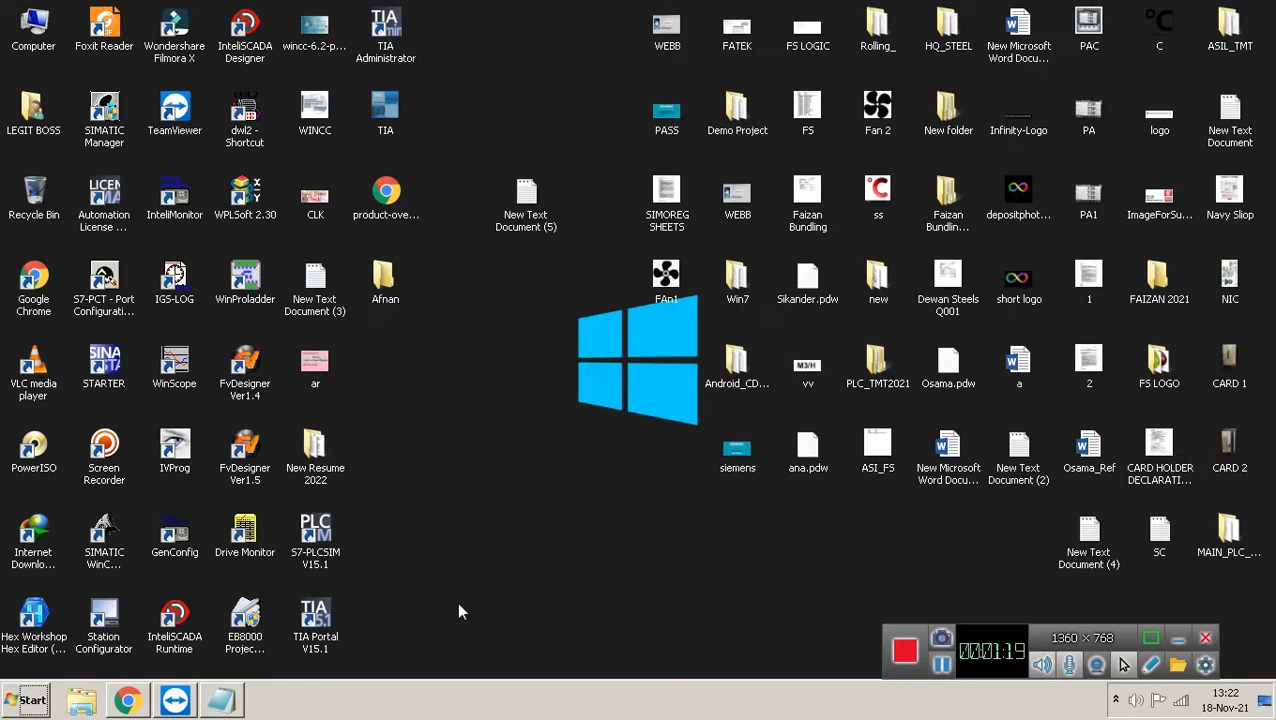 Computer
Foxit Reader
Wondershare
Filmora X
InteliSCADA
Designer
wincc-6.2-p...
TIA
Administrator
WEBB
FATEK
FS LOGIC
Rolling_
HQ_STEEL
New Microsoft
Word Docu...
PAC
C
ASIL_TMT
LEGIT BOSS
SIMATIC
Manager
TeamViewer
dwl2 -
Shortcut
WINCC
TIA
PASS
Demo Project
FS
Fan 2
New folder
Infinity-Logo
PA
logo
New Text
Document
Recycle Bin
Automation
License ...
InteliMonitor
WPLSoft 2.30
CLK
product-ove...
New Text
Document (5)
SIMOREG
SHEETS
WEBB
Faizan
Bundling
ss
Faizan
Bundlin...
depositphot...
PA1
ImageForSu...
Navy Sliop
Google
Chrome
S7-PCT - Port
Configurati...
IGS-LOG
WinProladder
New Text
Document (3)
Afnan
FAn1
Win7
Sikander.pdw
new
Dewan Steels
Q001
short logo
1
FAIZAN 2021
NIC
VLC media
player
STARTER
WinScope
FvDesigner
Ver1.4
ar
Android_CD...
vv
PLC_TMT2021
Osama.pdw
a
2
FS LOGO
CARD 1
PowerISO
Screen
Recorder
IVProg
FvDesigner
Ver1.5
New Resume
2022
siemens
ana.pdw
ASI_FS
New Microsoft
Word Docu...
New Text
Document (2)
Osama_Ref
CARD HOLDER
DECLARATI...
CARD 2
Internet
Downlo...
SIMATIC
WinC...
GenConfig
Drive Monitor
S7-PLCSIM
V15.1
New Text
Document (4)
SC
MAIN_PLC_...
Hex Workshop
Hex Editor (...
Station
Configurator
InteliSCADA
Runtime
EB8000
Projec...
TIA Portal
V15.1
00:01:19
1360 × 768
Start
13:22
18-Nov-21